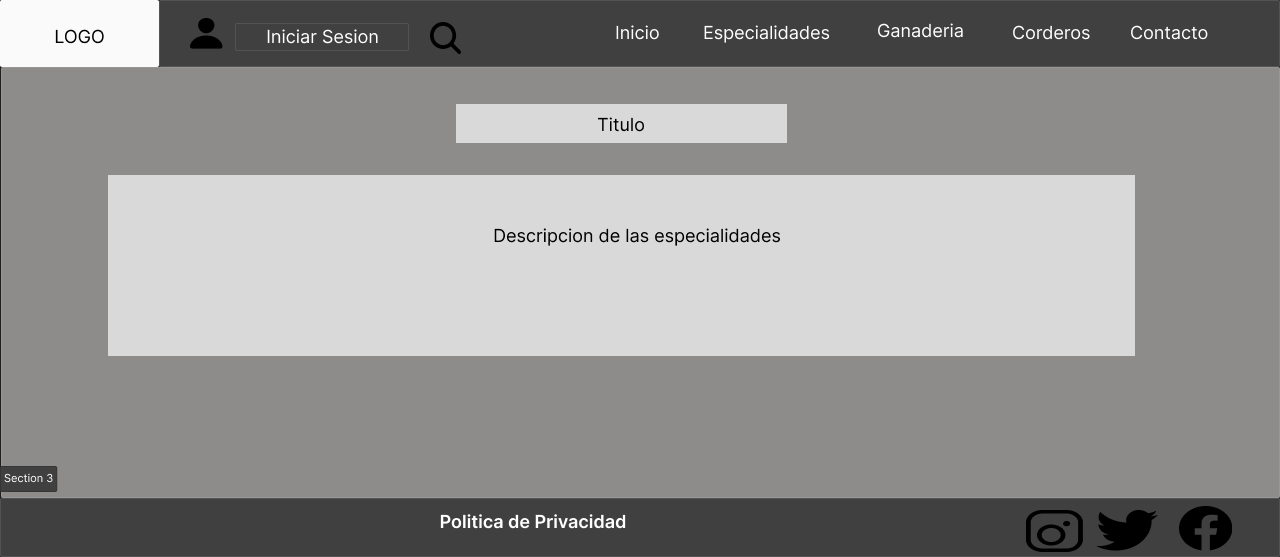 LOGO
Iniciar Sesion
Inicio
Especialidades
Ganaderia
Corderos
Contacto
Titulo
Descripcion de las especialidades
Section 3
Politica de Privacidad